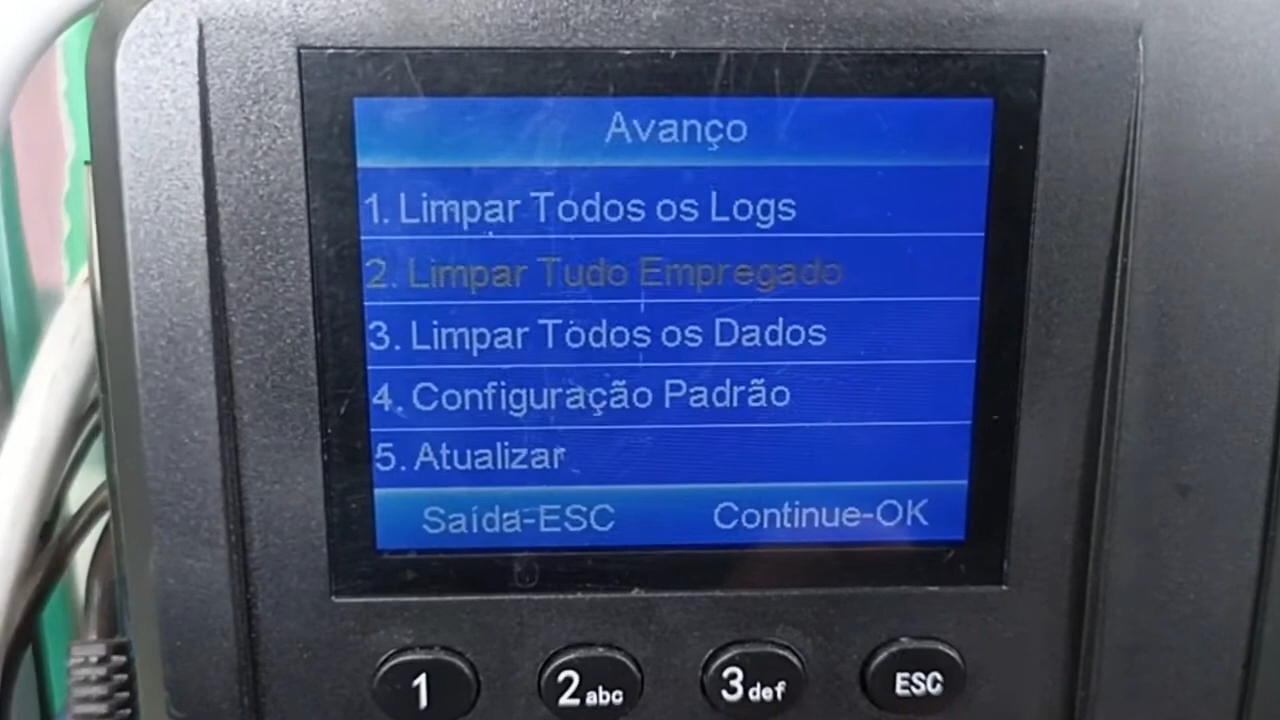 Avanço
1. Limpar Todos os Logs
2. Limpar Tudo Empregado
3. Limpar Todos os Dados
4. Configuração Padrão
5. Atualizar
Saída-ESC Continue-OK
1 2abc 3def ESC